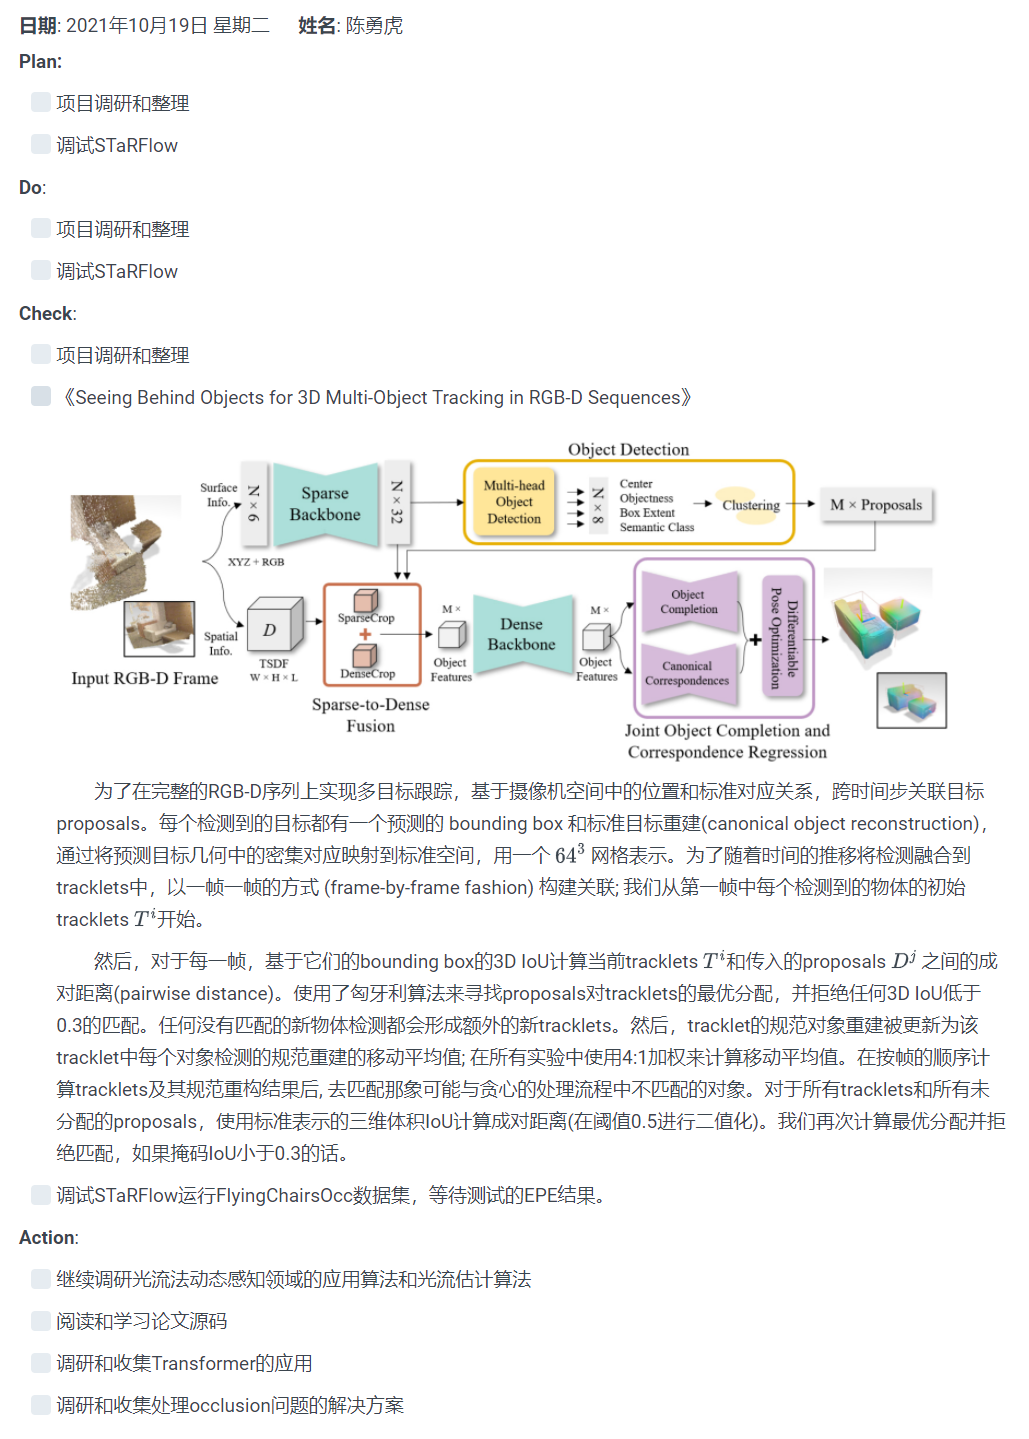 日期: 2021年10月19日 星期二 姓名: 陈勇虎
Plan:
项目调研和整理
调试STaRFlow
Do:
项目调研和整理
调试STaRFlow
Check:
项目调研和整理
《Seeing Behind Objects for 3D Multi-Object Tracking in RGB-D Sequences》
Object Detection
Surface Info.
N × 6
Sparse Backbone
N × 32
Multi-head Object Detection
N × 8
Center
Objectness
Box Extent
Semantic Class
Clustering
M × Proposals
XYZ + RGB
Input RGB-D Frame
Spatial Info.
D
TSDF
W × H × L
SparseCrop
+
DenseCrop
Sparse-to-Dense Fusion
M ×
Object Features
Dense Backbone
M ×
Object Features
Object Completion
Canonical Correspondences
+
Differentiable Pose Optimization
Joint Object Completion and Correspondence Regression
为了在完整的RGB-D序列上实现多目标跟踪，基于摄像机空间中的位置和标准对应关系，跨时间步关联目标
proposals。每个检测到的目标都有一个预测的 bounding box 和标准目标重建(canonical object reconstruction)，
通过将预测目标几何中的密集对应映射到标准空间，用一个 64³ 网格表示。为了随着时间的推移将检测融合到
tracklets中，以一帧一帧的方式 (frame-by-frame fashion) 构建关联; 我们从第一帧中每个检测到的物体的初始
tracklets Tⁱ开始。
然后，对于每一帧，基于它们的bounding box的3D IoU计算当前tracklets Tⁱ和传入的proposals Dʲ 之间的成
对距离(pairwise distance)。使用了匈牙利算法来寻找proposals对tracklets的最优分配，并拒绝任何3D IoU低于
0.3的匹配。任何没有匹配的新物体检测都会形成额外的新tracklets。然后，tracklet的规范对象重建被更新为该
tracklet中每个对象检测的规范重建的移动平均值; 在所有实验中使用4:1加权来计算移动平均值。在按帧的顺序计
算tracklets及其规范重构结果后, 去匹配那象可能与贪心的处理流程中不匹配的对象。对于所有tracklets和所有未
分配的proposals，使用标准表示的三维体积IoU计算成对距离(在阈值0.5进行二值化)。我们再次计算最优分配并拒
绝匹配，如果掩码IoU小于0.3的话。
调试STaRFlow运行FlyingChairsOcc数据集，等待测试的EPE结果。
Action:
继续调研光流法动态感知领域的应用算法和光流估计算法
阅读和学习论文源码
调研和收集Transformer的应用
调研和收集处理occlusion问题的解决方案